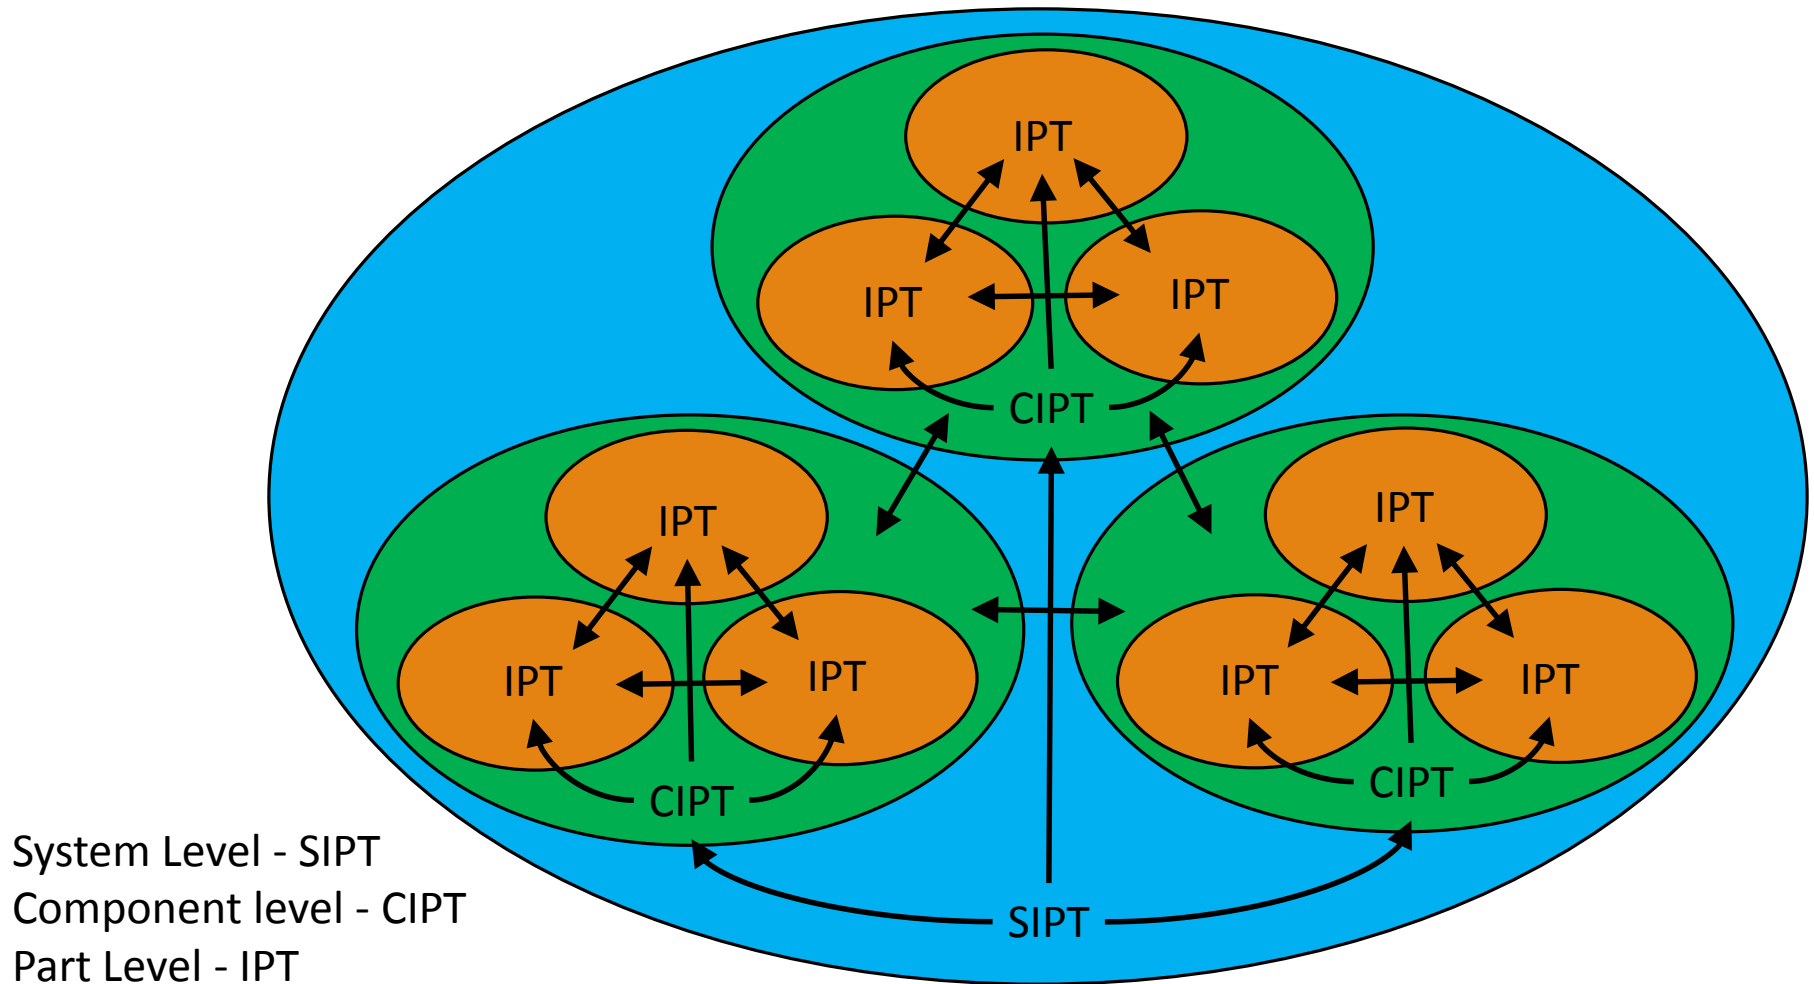 IPT
IPT
IPT
CIPT
IPT
IPT
IPT
CIPT
IPT
IPT
IPT
CIPT
SIPT
System Level - SIPT
Component level - CIPT
Part Level - IPT